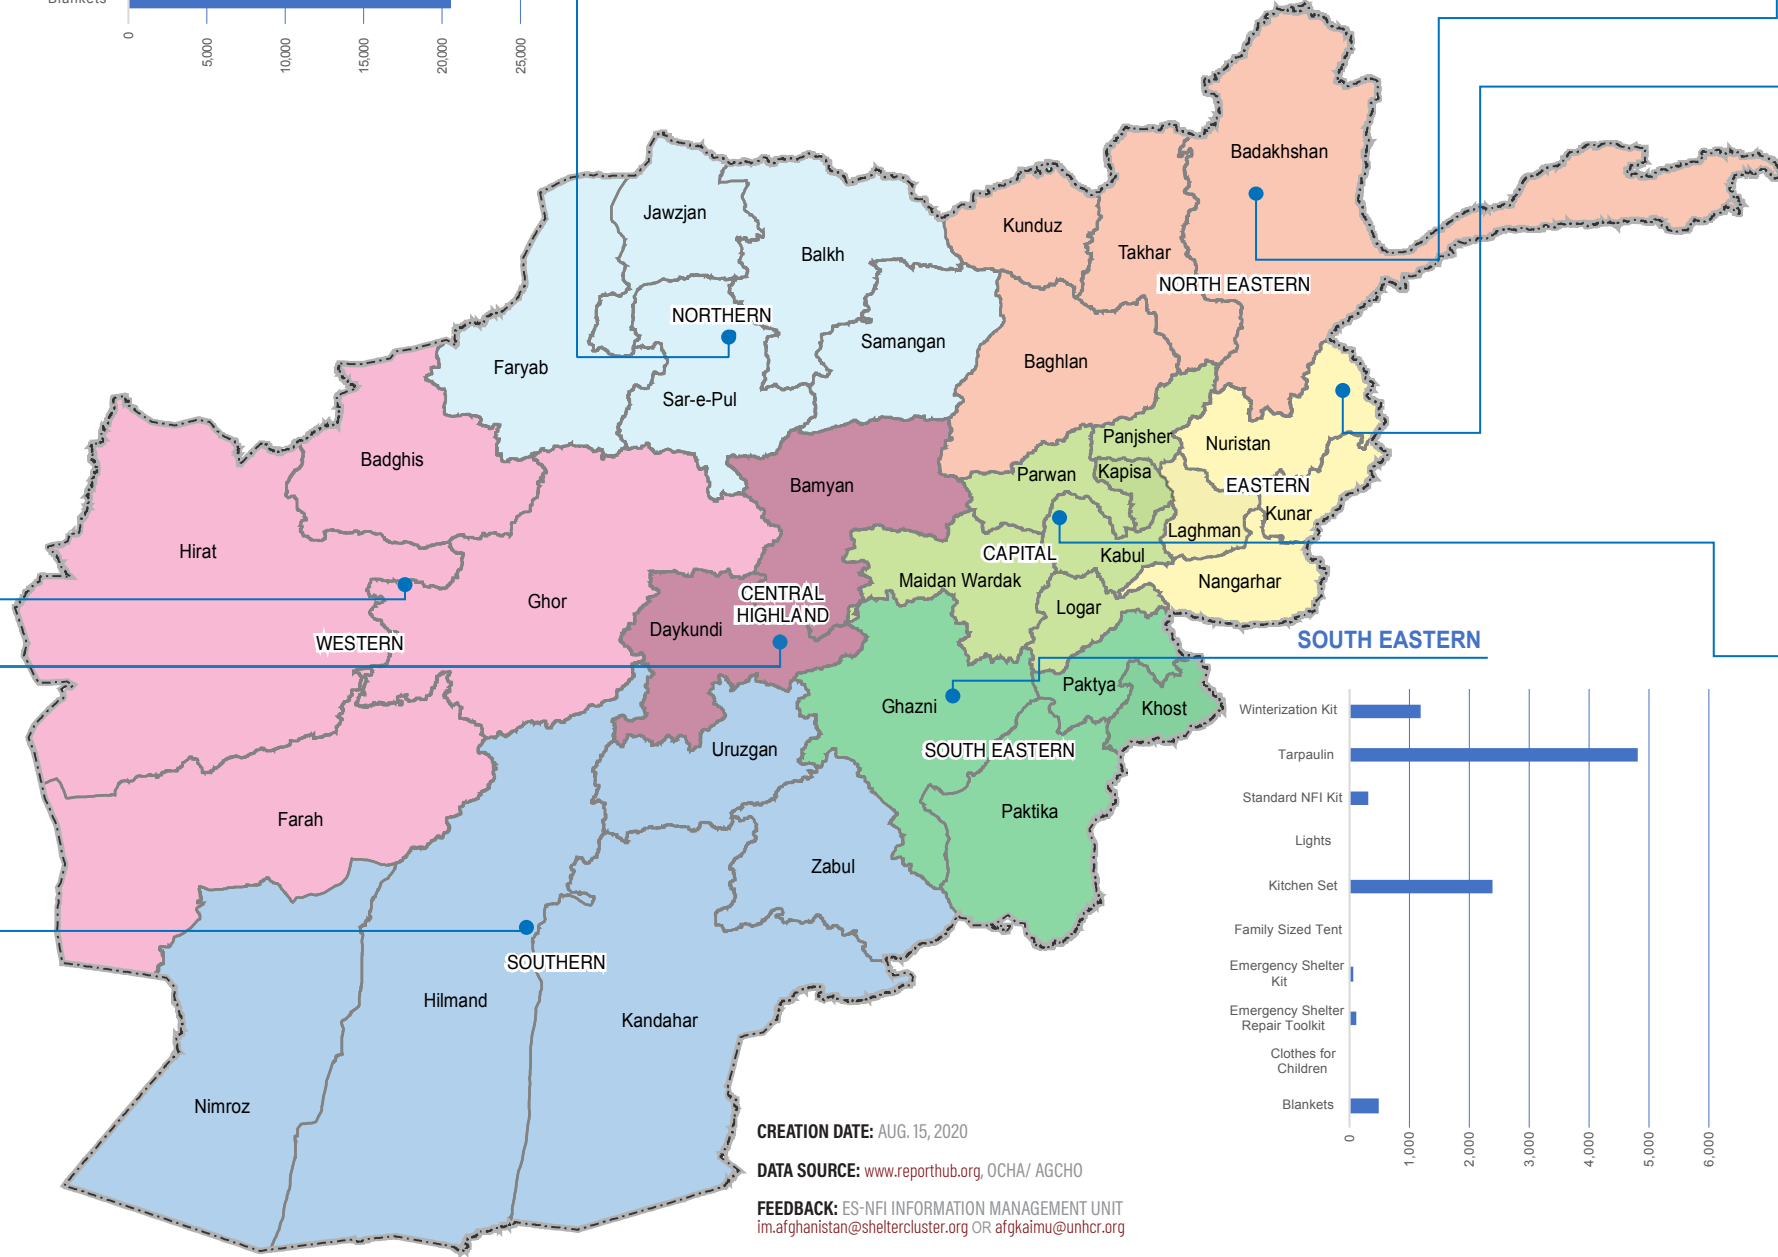 Blankets
0
5,000
10,000
15,000
20,000
25,000
Badakhshan
Jawzjan
Kunduz
Balkh
Takhar
NORTH EASTERN
NORTHERN
Samangan
Faryab
Baghlan
Sar-e-Pul
Panjsher
Nuristan
Badghis
Parwan
Kapisa
Bamyan
EASTERN
Kunar
Laghman
Hirat
CAPITAL
Kabul
Maidan Wardak
Nangarhar
Ghor
CENTRAL
HIGHLAND
Logar
Daykundi
WESTERN
SOUTH EASTERN
Paktya
Ghazni
Khost
Uruzgan
SOUTH EASTERN
Paktika
Farah
Zabul
SOUTHERN
Hilmand
Kandahar
Nimroz
Winterization Kit
Tarpaulin
Standard NFI Kit
Lights
Kitchen Set
Family Sized Tent
Emergency Shelter
Kit
Emergency Shelter
Repair Toolkit
Clothes for
Children
Blankets
0
1,000
2,000
3,000
4,000
5,000
6,000
CREATION DATE: AUG. 15, 2020
DATA SOURCE: www.reporthub.org, OCHA/ AGCHO
FEEDBACK: ES-NFI INFORMATION MANAGEMENT UNIT
im.afghanistan@sheltercluster.org OR afgkaimu@unhcr.org